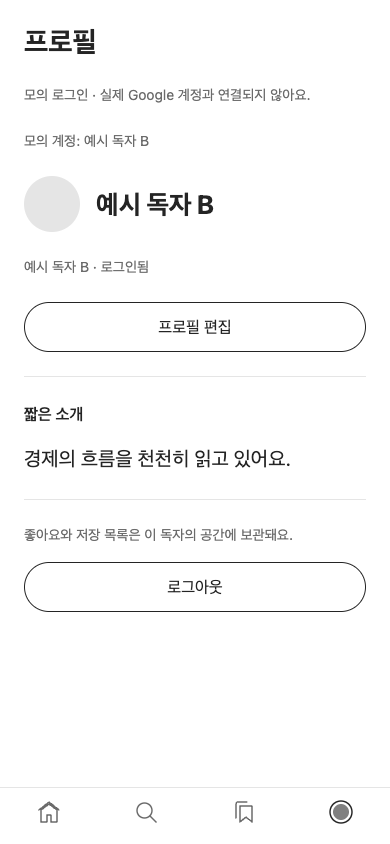 프로필
모의 로그인 · 실제 Google 계정과 연결되지 않아요.
모의 계정: 예시 독자 B
예시 독자 B
예시 독자 B · 로그인됨
프로필 편집
짧은 소개
경제의 흐름을 천천히 읽고 있어요.
좋아요와 저장 목록은 이 독자의 공간에 보관돼요.
로그아웃